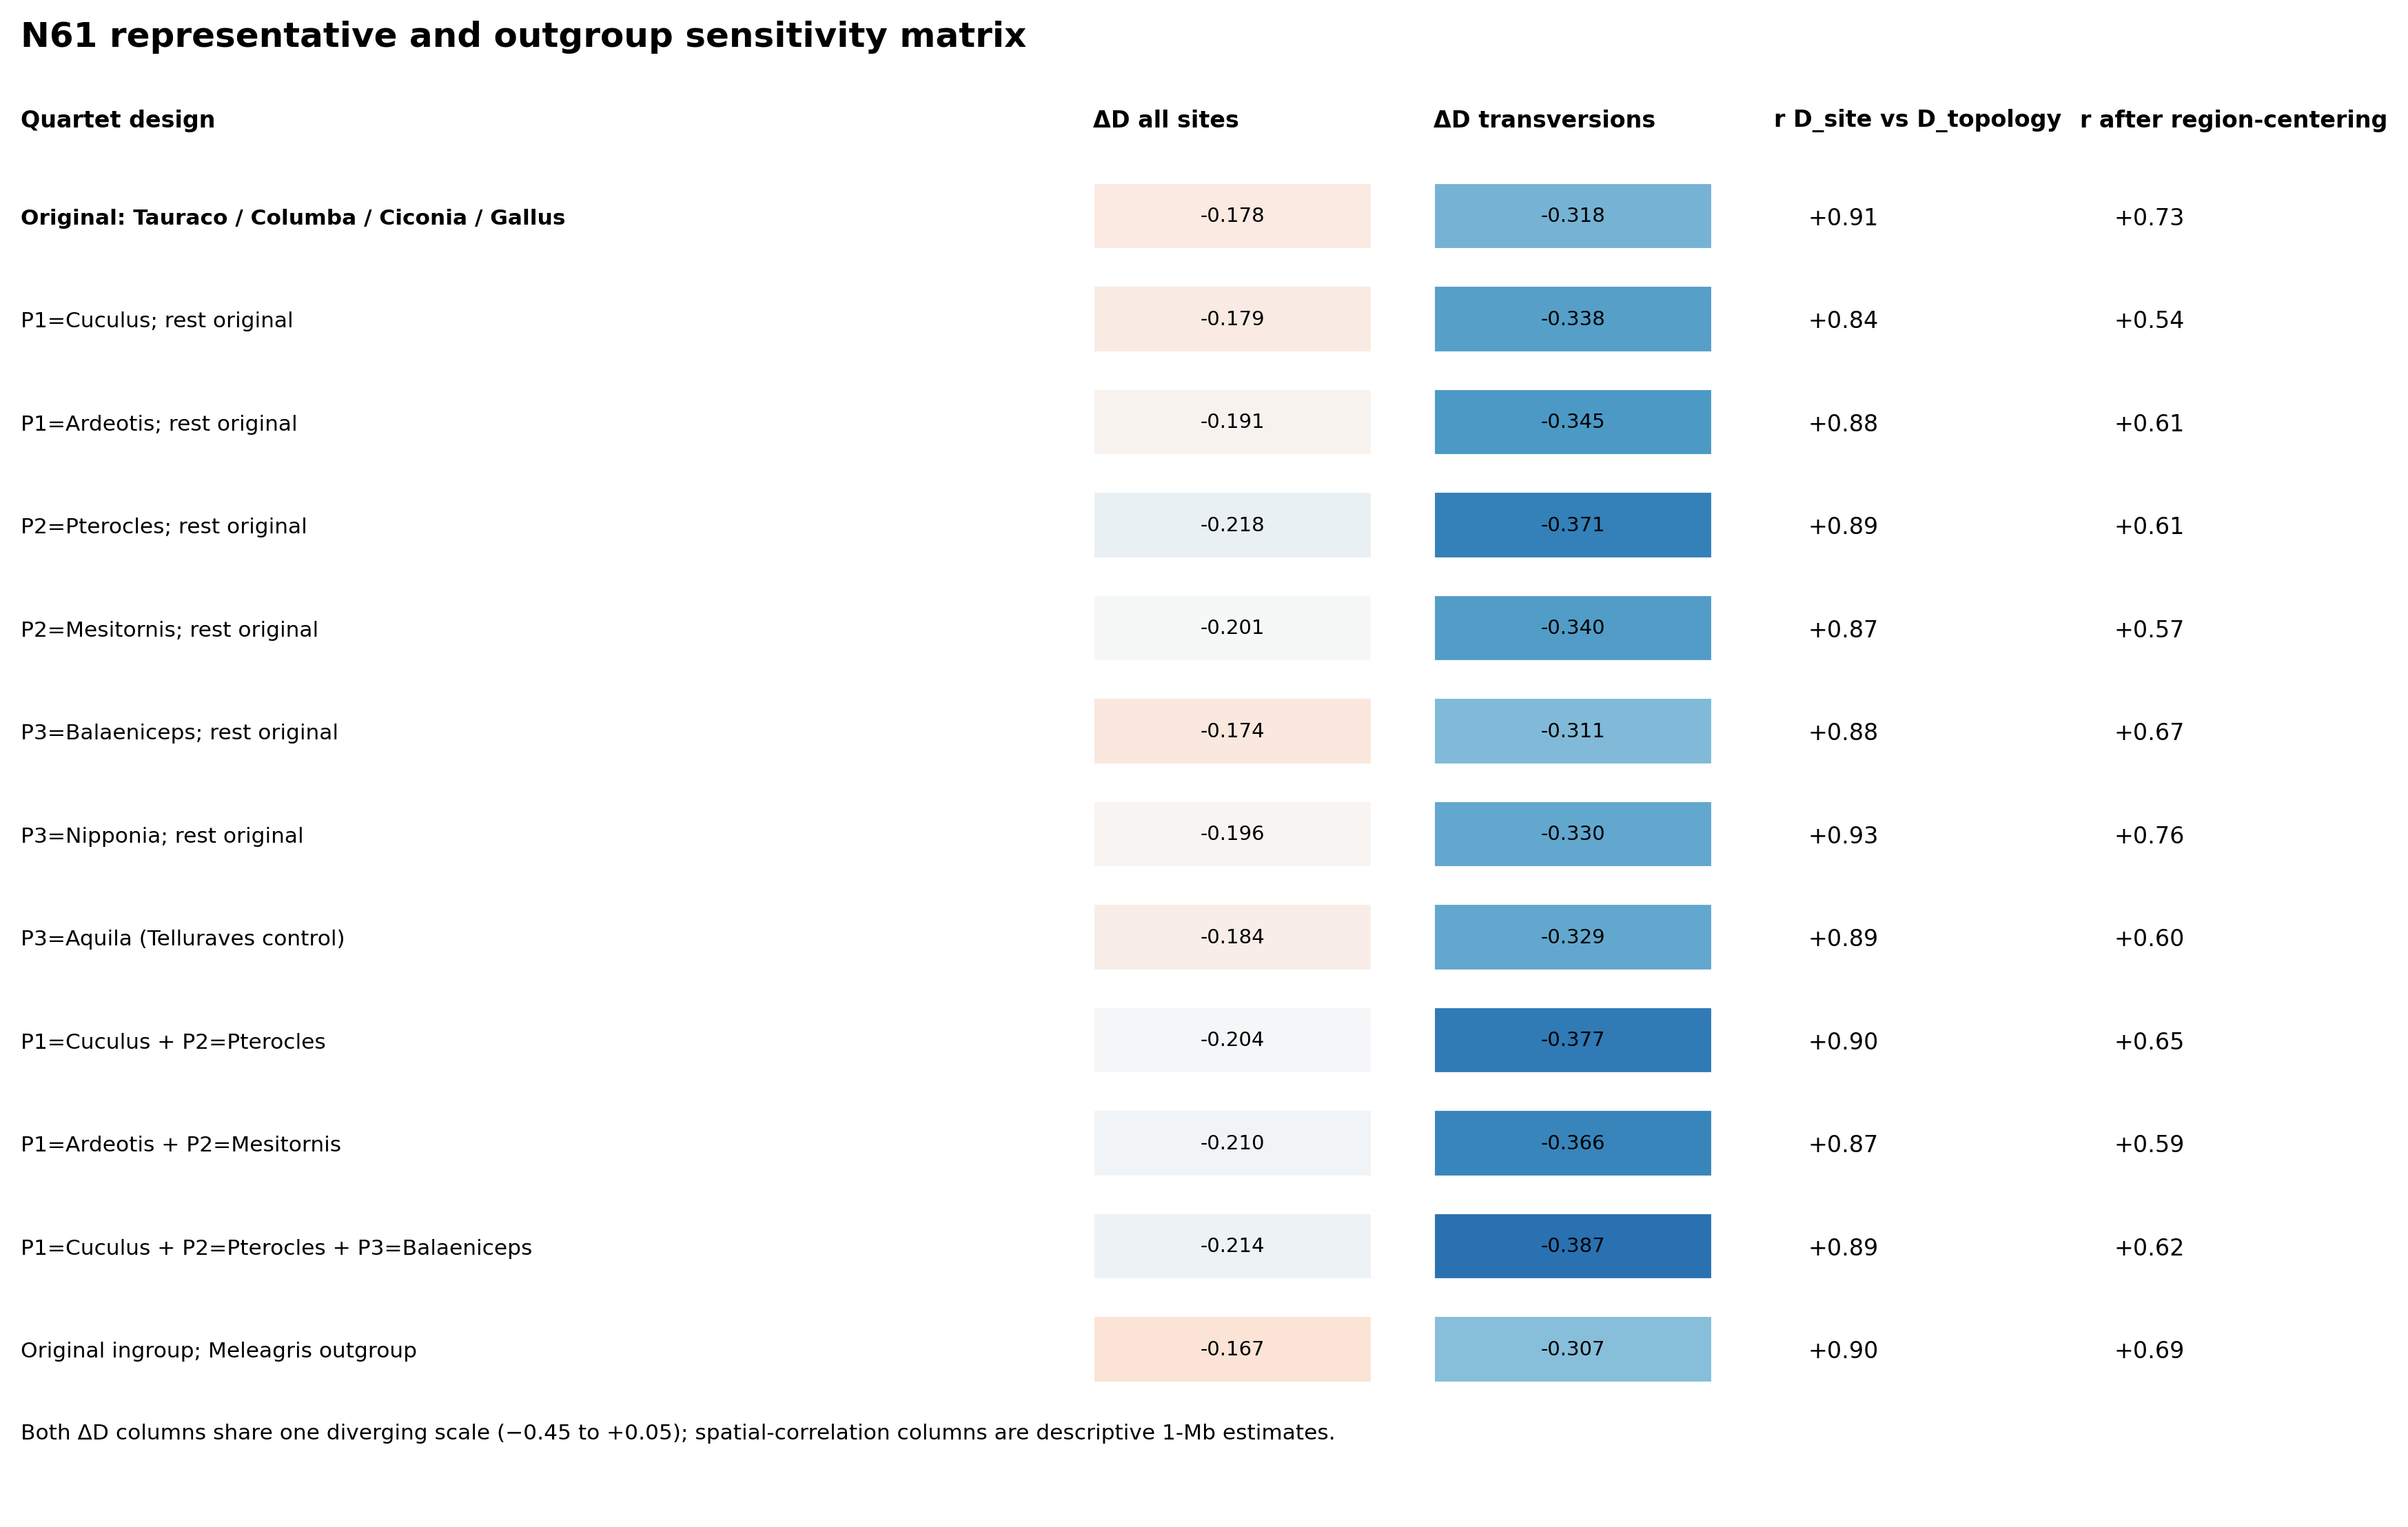 N61 representative and outgroup sensitivity matrix
Quartet design ΔD all sites ΔD transversions r D_site vs D_topology r after region-centering
Original: Tauraco / Columba / Ciconia / Gallus -0.178 -0.318 +0.91 +0.73
P1=Cuculus; rest original -0.179 -0.338 +0.84 +0.54
P1=Ardeotis; rest original -0.191 -0.345 +0.88 +0.61
P2=Pterocles; rest original -0.218 -0.371 +0.89 +0.61
P2=Mesitornis; rest original -0.201 -0.340 +0.87 +0.57
P3=Balaeniceps; rest original -0.174 -0.311 +0.88 +0.67
P3=Nipponia; rest original -0.196 -0.330 +0.93 +0.76
P3=Aquila (Telluraves control) -0.184 -0.329 +0.89 +0.60
P1=Cuculus + P2=Pterocles -0.204 -0.377 +0.90 +0.65
P1=Ardeotis + P2=Mesitornis -0.210 -0.366 +0.87 +0.59
P1=Cuculus + P2=Pterocles + P3=Balaeniceps -0.214 -0.387 +0.89 +0.62
Original ingroup; Meleagris outgroup -0.167 -0.307 +0.90 +0.69
Both ΔD columns share one diverging scale (−0.45 to +0.05); spatial-correlation columns are descriptive 1-Mb estimates.